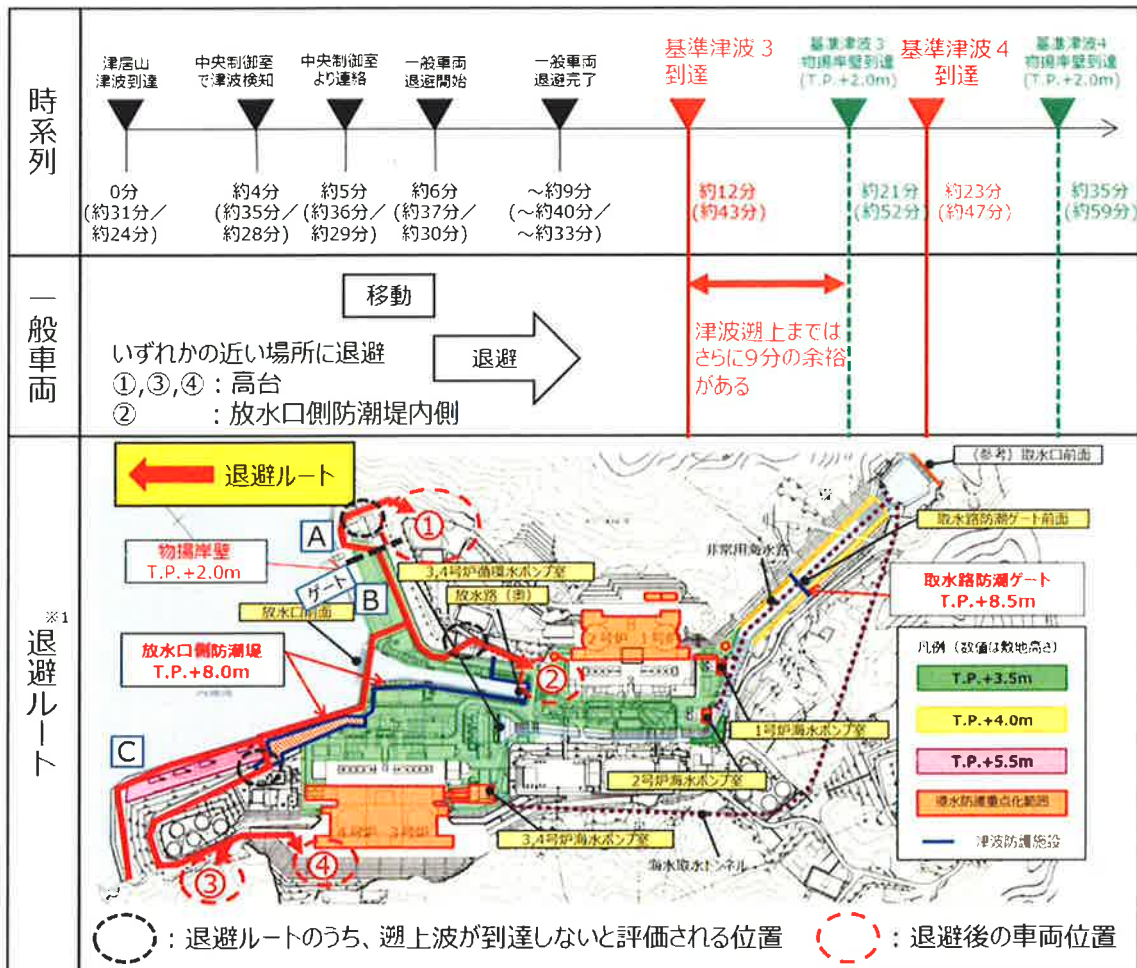 時系列
津居山
津波到達
中央制御室
で津波検知
中央制御室
より連絡
一般車両
退避開始
一般車両
退避完了
基準津波3
到達
基準津波3
物揚岸壁到達
(T.P.+2.0m)
基準津波4
到達
基準津波4
物揚岸壁到達
(T.P.+2.0m)
0分
(約31分/
約24分)
約4分
(約35分/
約28分)
約5分
(約36分/
約29分)
約6分
(約37分/
約30分)
~約9分
(~約40分/
~約33分)
約12分
(約43分)
約21分
(約52分)
約23分
(約47分)
約35分
(約59分)
一般車両
移動
いずれかの近い場所に退避
①,③,④:高台
② :放水口側防潮堤内側
退避
津波遡上までは
さらに9分の余裕
がある
※1
退避ルート
退避ルート
A
①
物揚岸壁
T.P.+2.0m
ゲート
B
放水口前面
3,4号炉循環水ポンプ室
放水路(奥)
放水口側防潮堤
T.P.+8.0m
2号炉 1号炉
②
C
非常用海水路
※
(参考)取水口前面
取水路防潮ゲート前面
取水路防潮ゲート
T.P.+8.5m
凡例(数値は敷地高さ)
T.P.+3.5m
T.P.+4.0m
T.P.+5.5m
浸水防護重点化範囲
津波防護施設
1号炉海水ポンプ室
2号炉海水ポンプ室
3,4号炉海水ポンプ室
海水取水トンネル
4号炉 3号炉
③
④
:退避ルートのうち、遡上波が到達しないと評価される位置
:退避後の車両位置